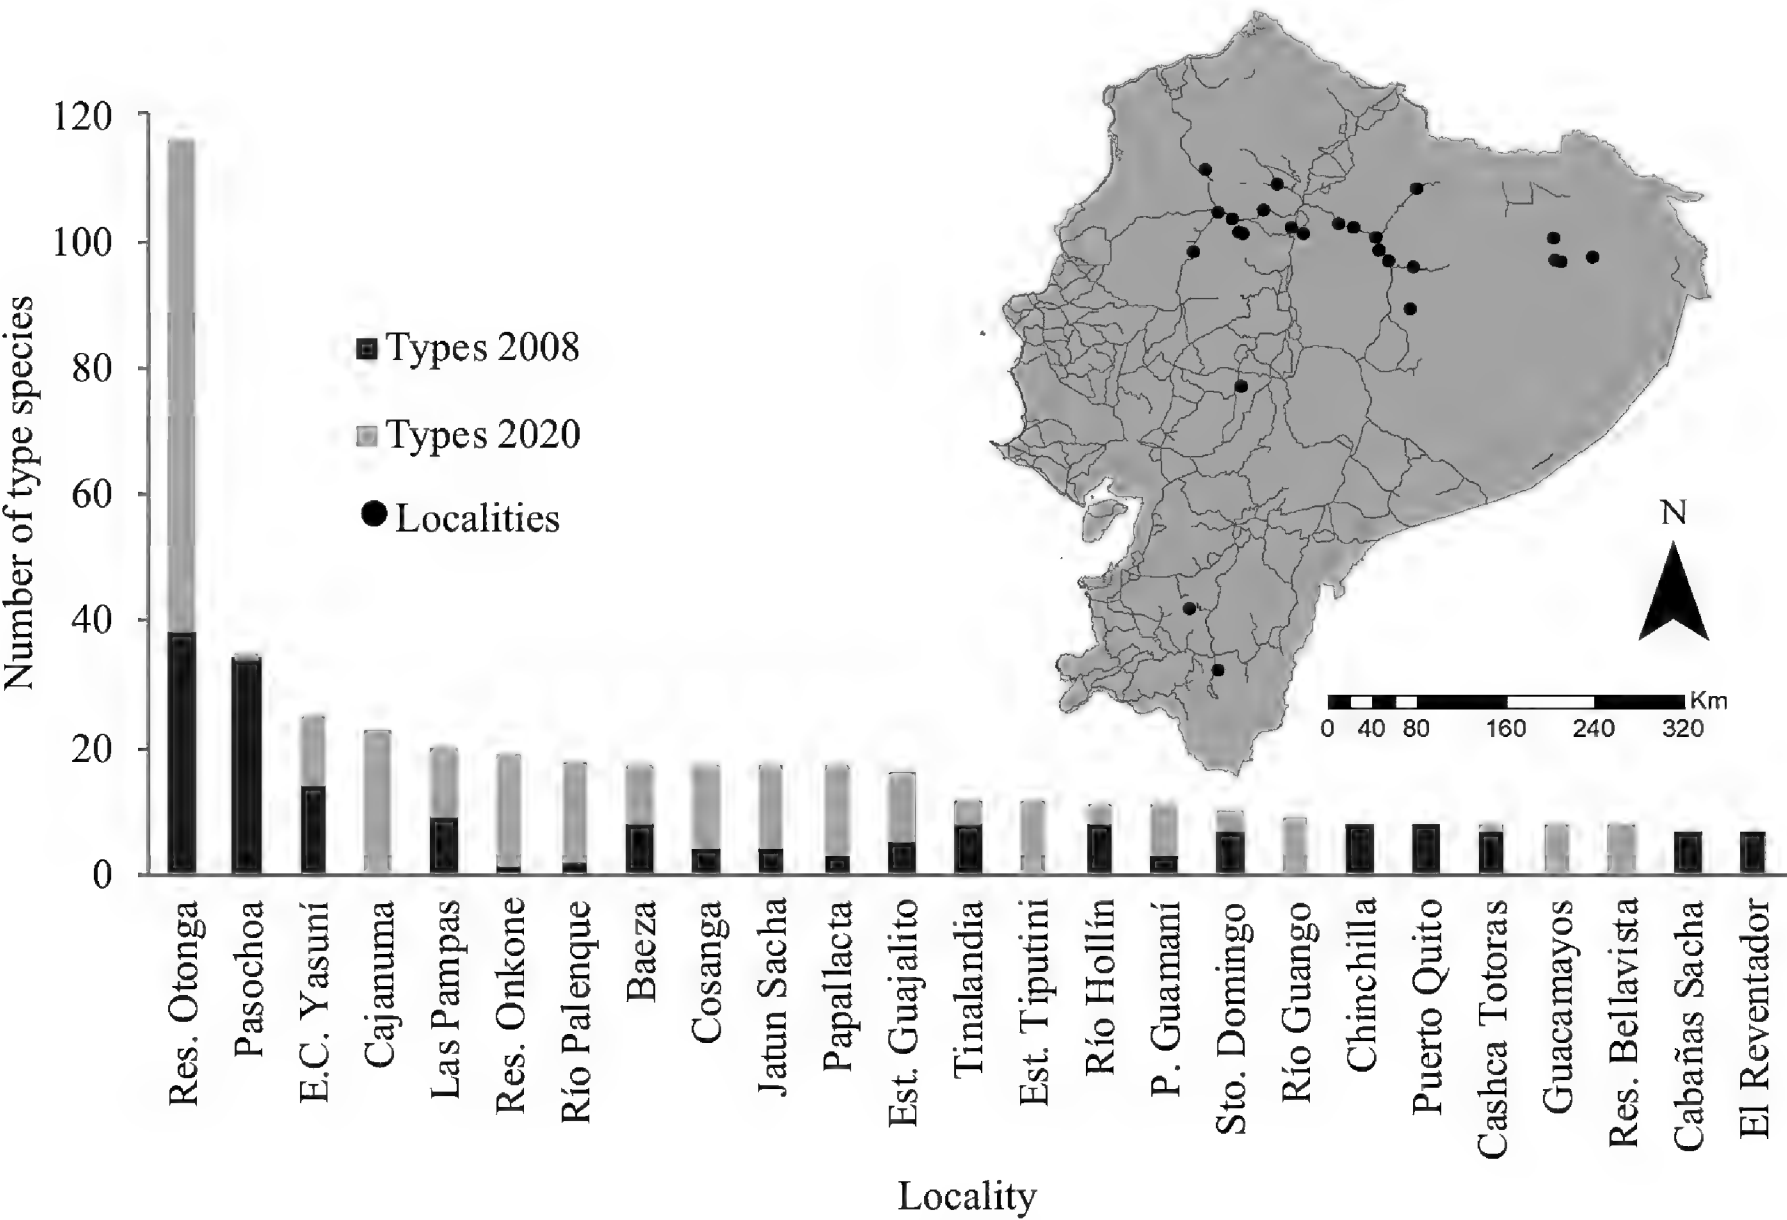 120
100
80
60
40
20
0
Number of type species
Types 2008
Types 2020
Localities
N
Km
0 40 80 160 240 320
Res. Otonga
Pasochoa
E.C. Yasuní
Cajanuma
Las Pampas
Res. Onkone
Río Palenque
Baeza
Cosanga
Jatun Sacha
Papallacta
Est. Guajalito
Tinalandia
Est. Tiputini
Río Hollín
P. Guamaní
Sto. Domingo
Río Guango
Chinchilla
Puerto Quito
Cashca Totoras
Guacamayos
Res. Bellavista
Cabañas Sacha
El Reventador
Locality